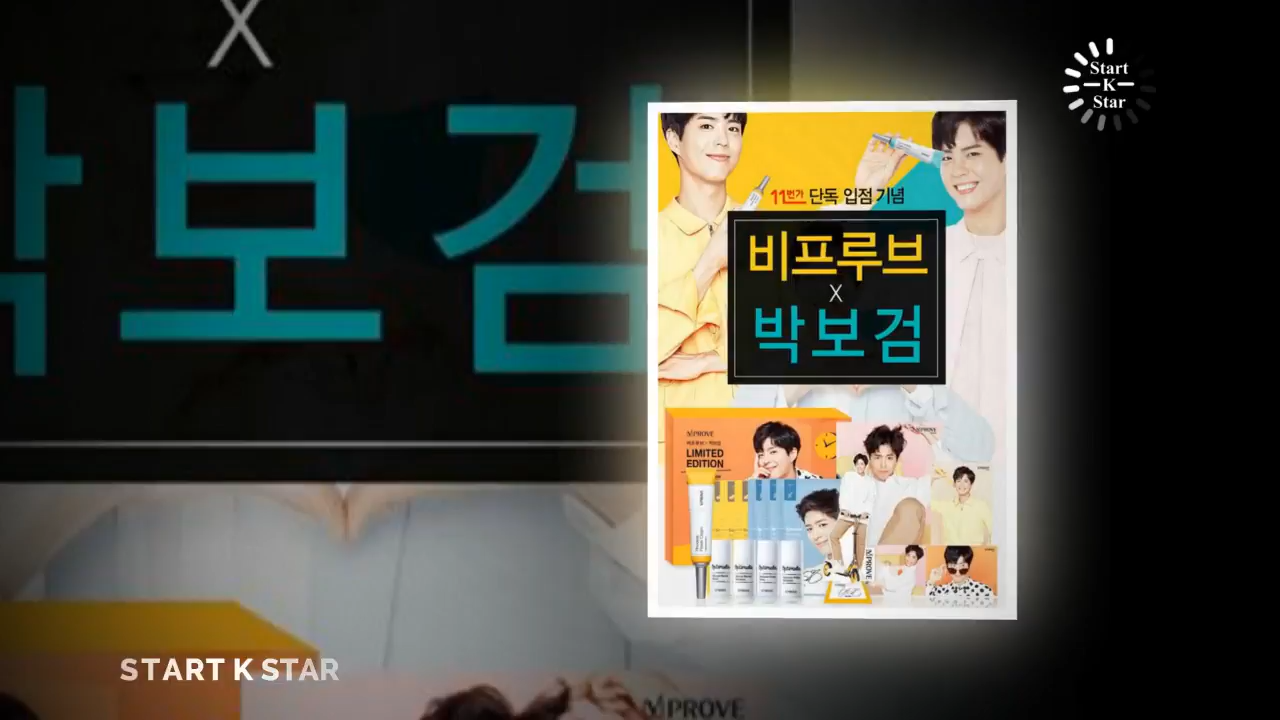 X
박보검
Start
K
Star
11번가 단독 입점 기념
비프루브
X
박보검
LIMITED
EDITION
START K STAR